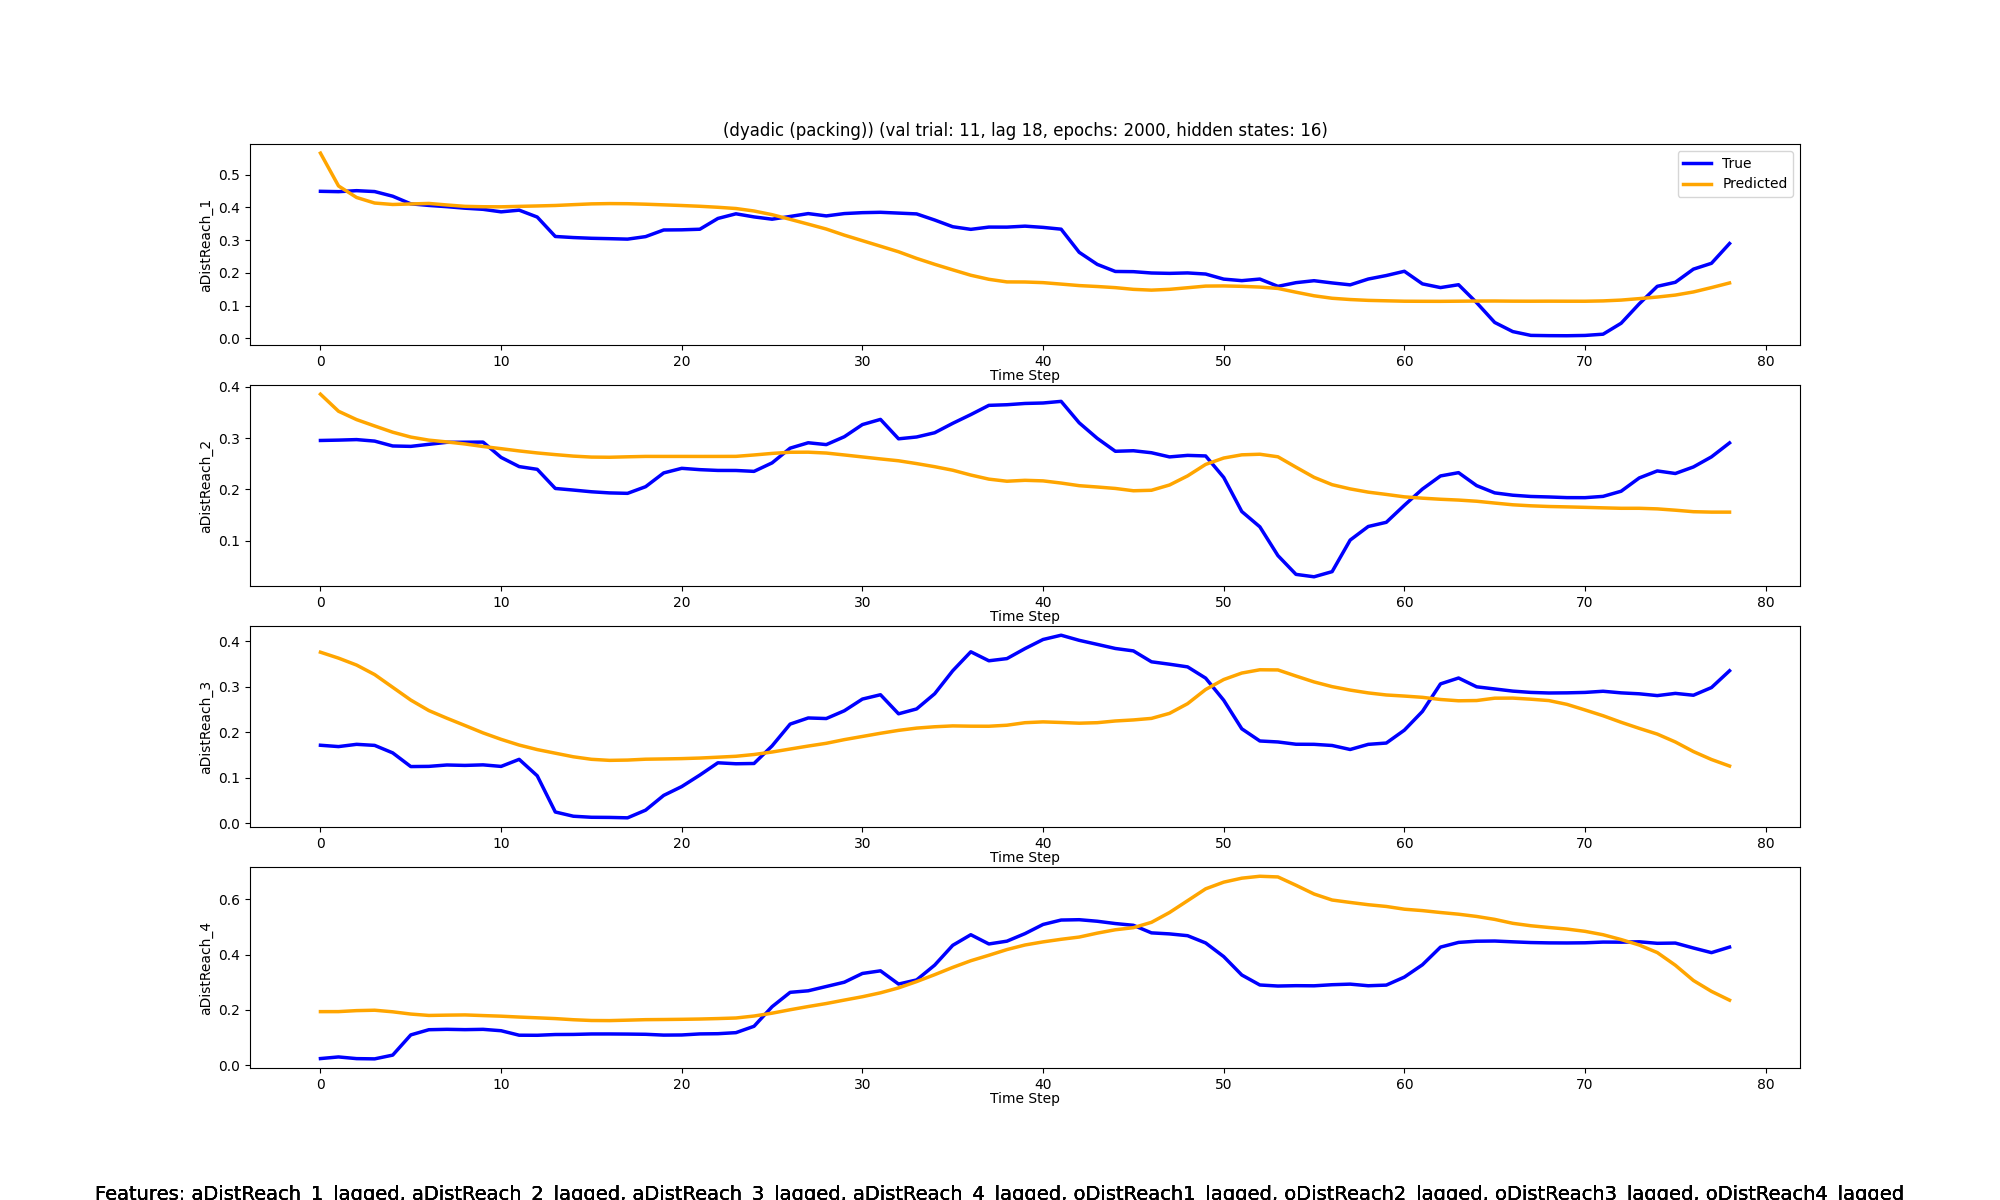 (dyadic (packing)) (val trial: 11, lag 18, epochs: 2000, hidden states: 16)
True
Predicted
aDistReach_1
0.5
0.4
0.3
0.2
0.1
0.0
0 10 20 30 40 50 60 70 80
Time Step
aDistReach_2
0.4
0.3
0.2
0.1
0 10 20 30 40 50 60 70 80
Time Step
aDistReach_3
0.4
0.3
0.2
0.1
0.0
0 10 20 30 40 50 60 70 80
Time Step
aDistReach_4
0.6
0.4
0.2
0.0
0 10 20 30 40 50 60 70 80
Time Step
Features: aDistReach_1_lagged, aDistReach_2_lagged, aDistReach_3_lagged, aDistReach_4_lagged, oDistReach1_lagged, oDistReach2_lagged, oDistReach3_lagged, oDistReach4_lagged